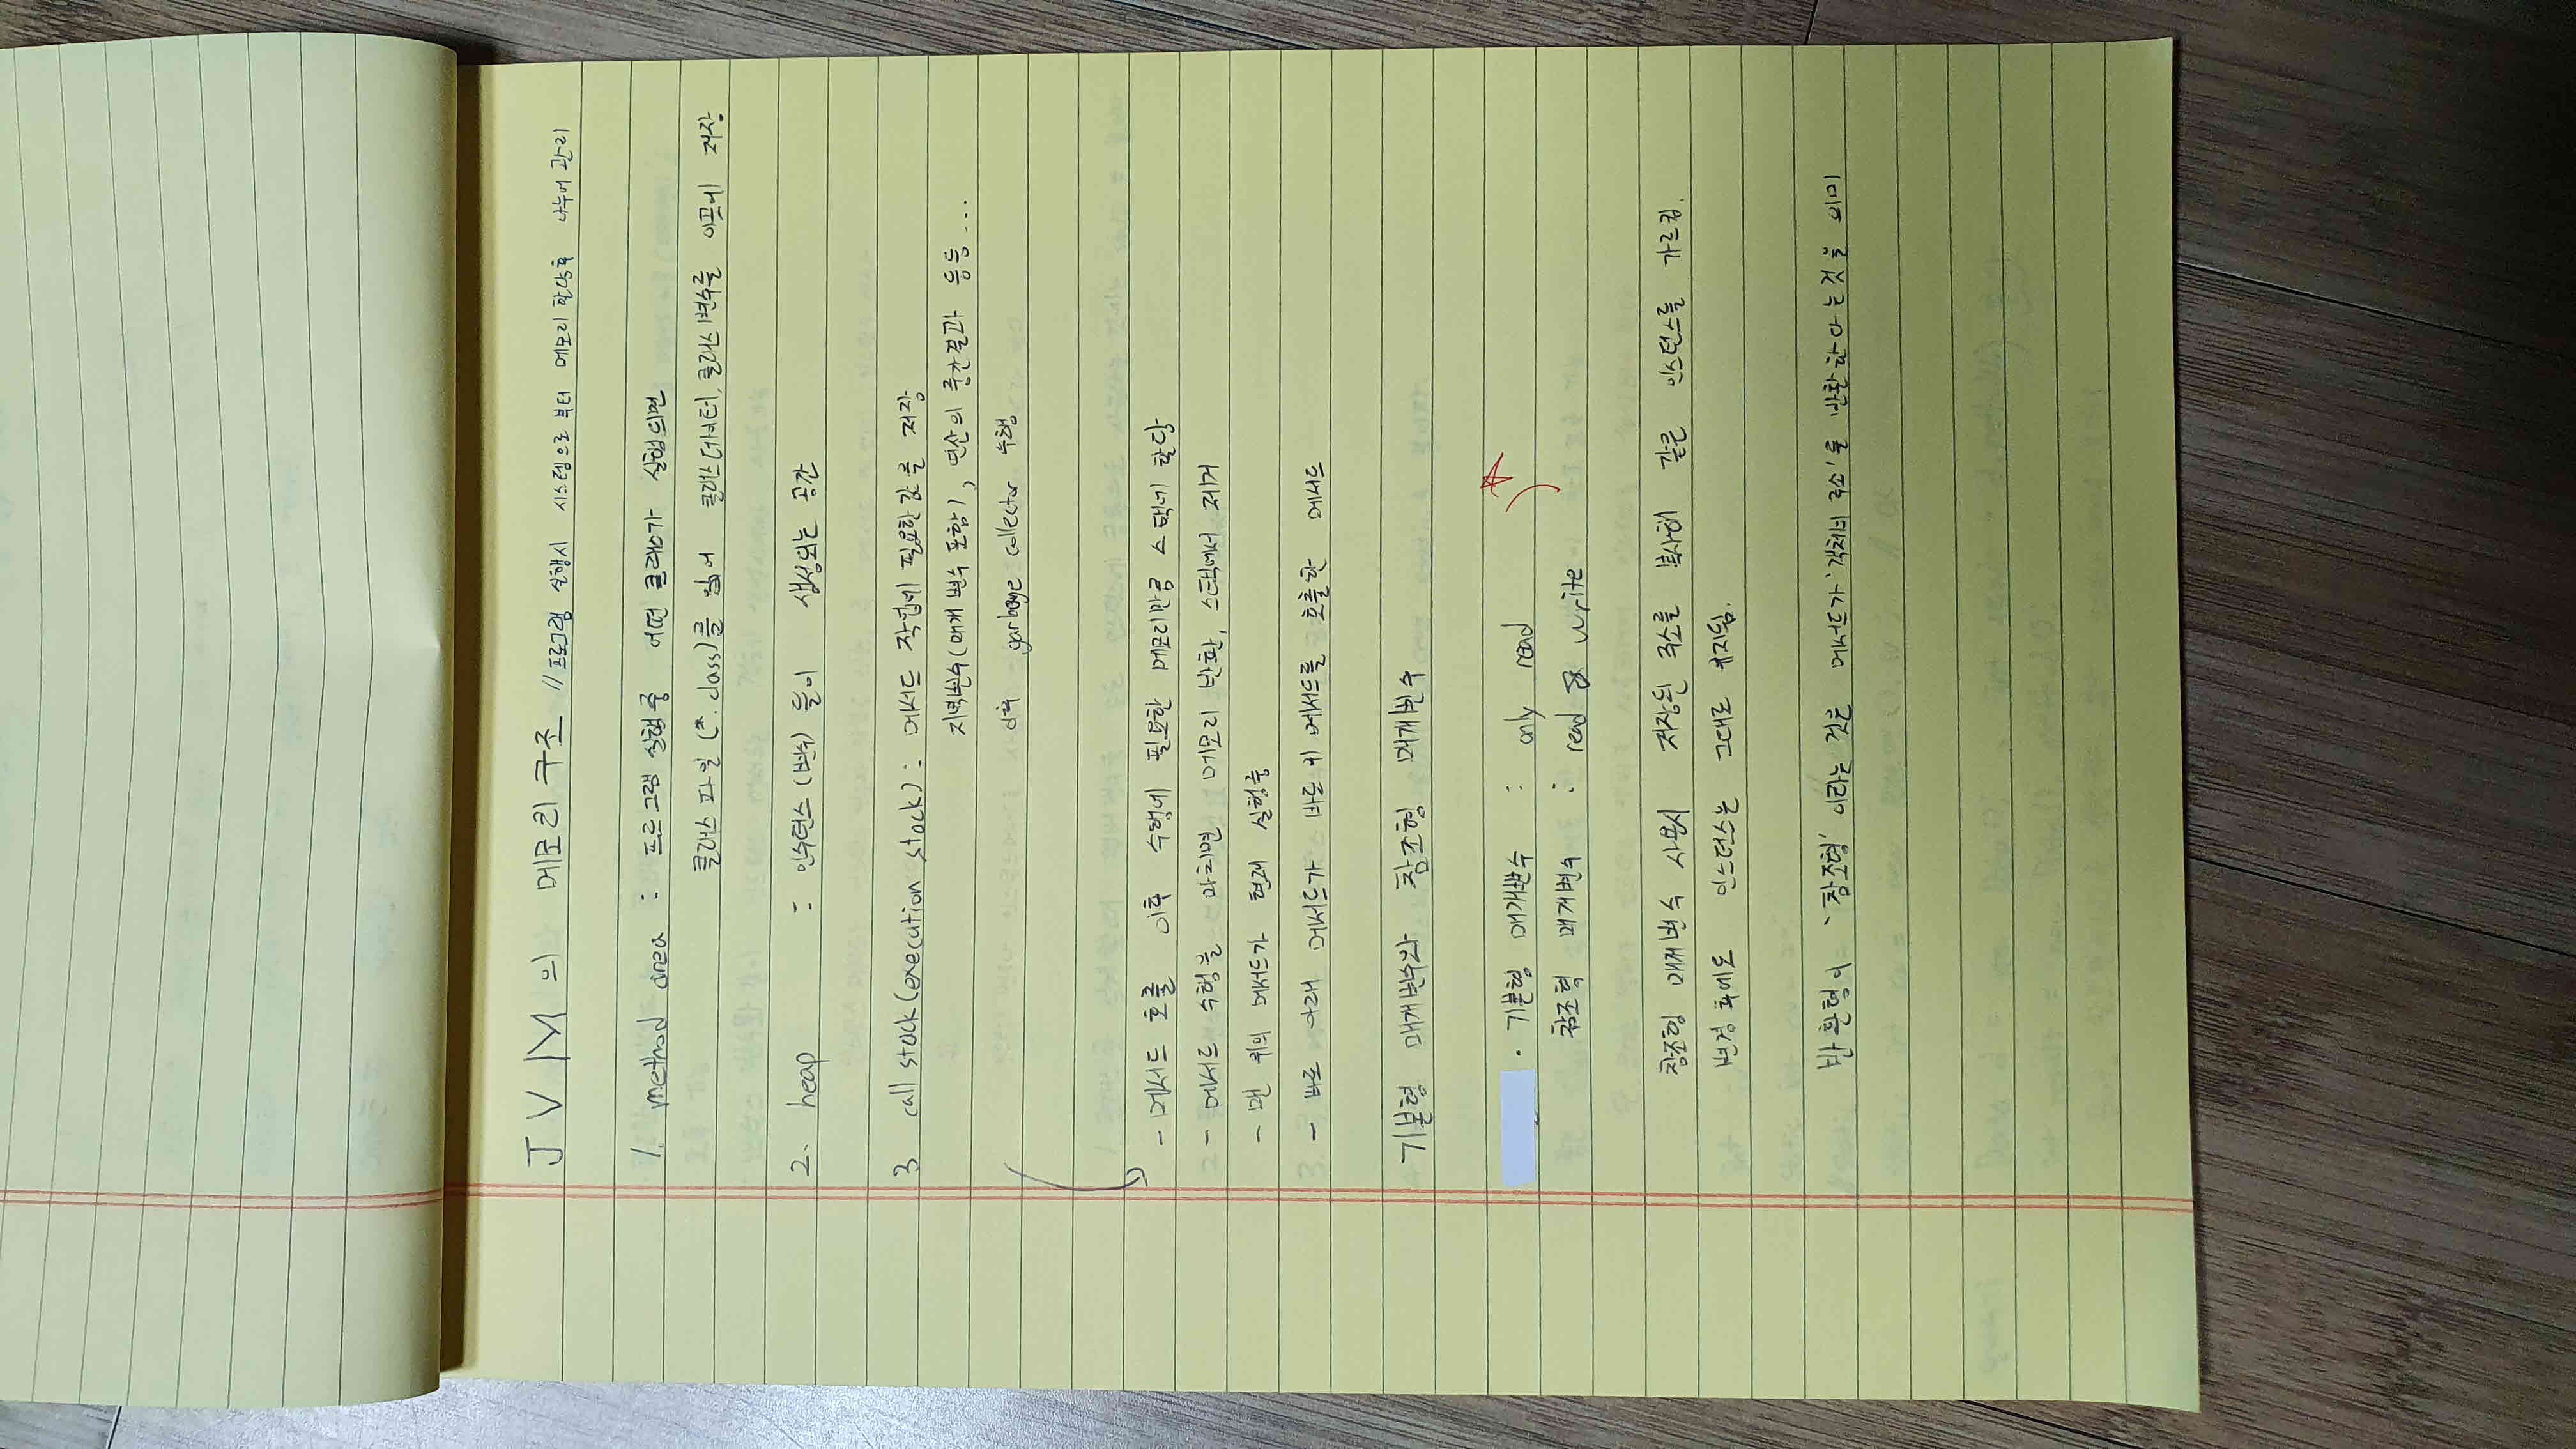 JVM의 메모리 구조 // 프로그램 실행시 시스템으로 부터 메모리 할당후 나누어 관리
1. method area : 프로그램 실행중 어떤 클래스가 실행되면
클래스 파일 (*.class)를 읽어 클래스데이터, 클래스변수를 이곳에 저장
2. heap : 인스턴스 (변수) 들이 생성되는 공간
3 call stack (execution stack) : 메서드 작업에 필요한 값을 저장
지역변수 (매개 변수 포함), 연산의 중간결과 등등...
이후 garbage collector 수행
- 메서드 호출 이후 수행에 필요한 메모리만큼 스택에 할당
- 메서드 수행을 마치면 메모리 반환, 스택에서 제거
- 맨 위의 메서드가 현재 실행중
- 바로 아래 메서드가 바로 위 메서드를 호출한 메서드
기본형 매개변수와 참조형 매개변수
· 기본형 매개변수 : only read
참조형 매개변수 : read & write
참조형 매개변수 사용시 저장된 주소를 복사해 같은 인스턴스를 가르킴.
변경 후에도 인스턴스는 그대로 유지됨.
반환형이 '참조형' 이라는 것은 메서드가 '객체의 주소'를 반환한다는 것을 의미